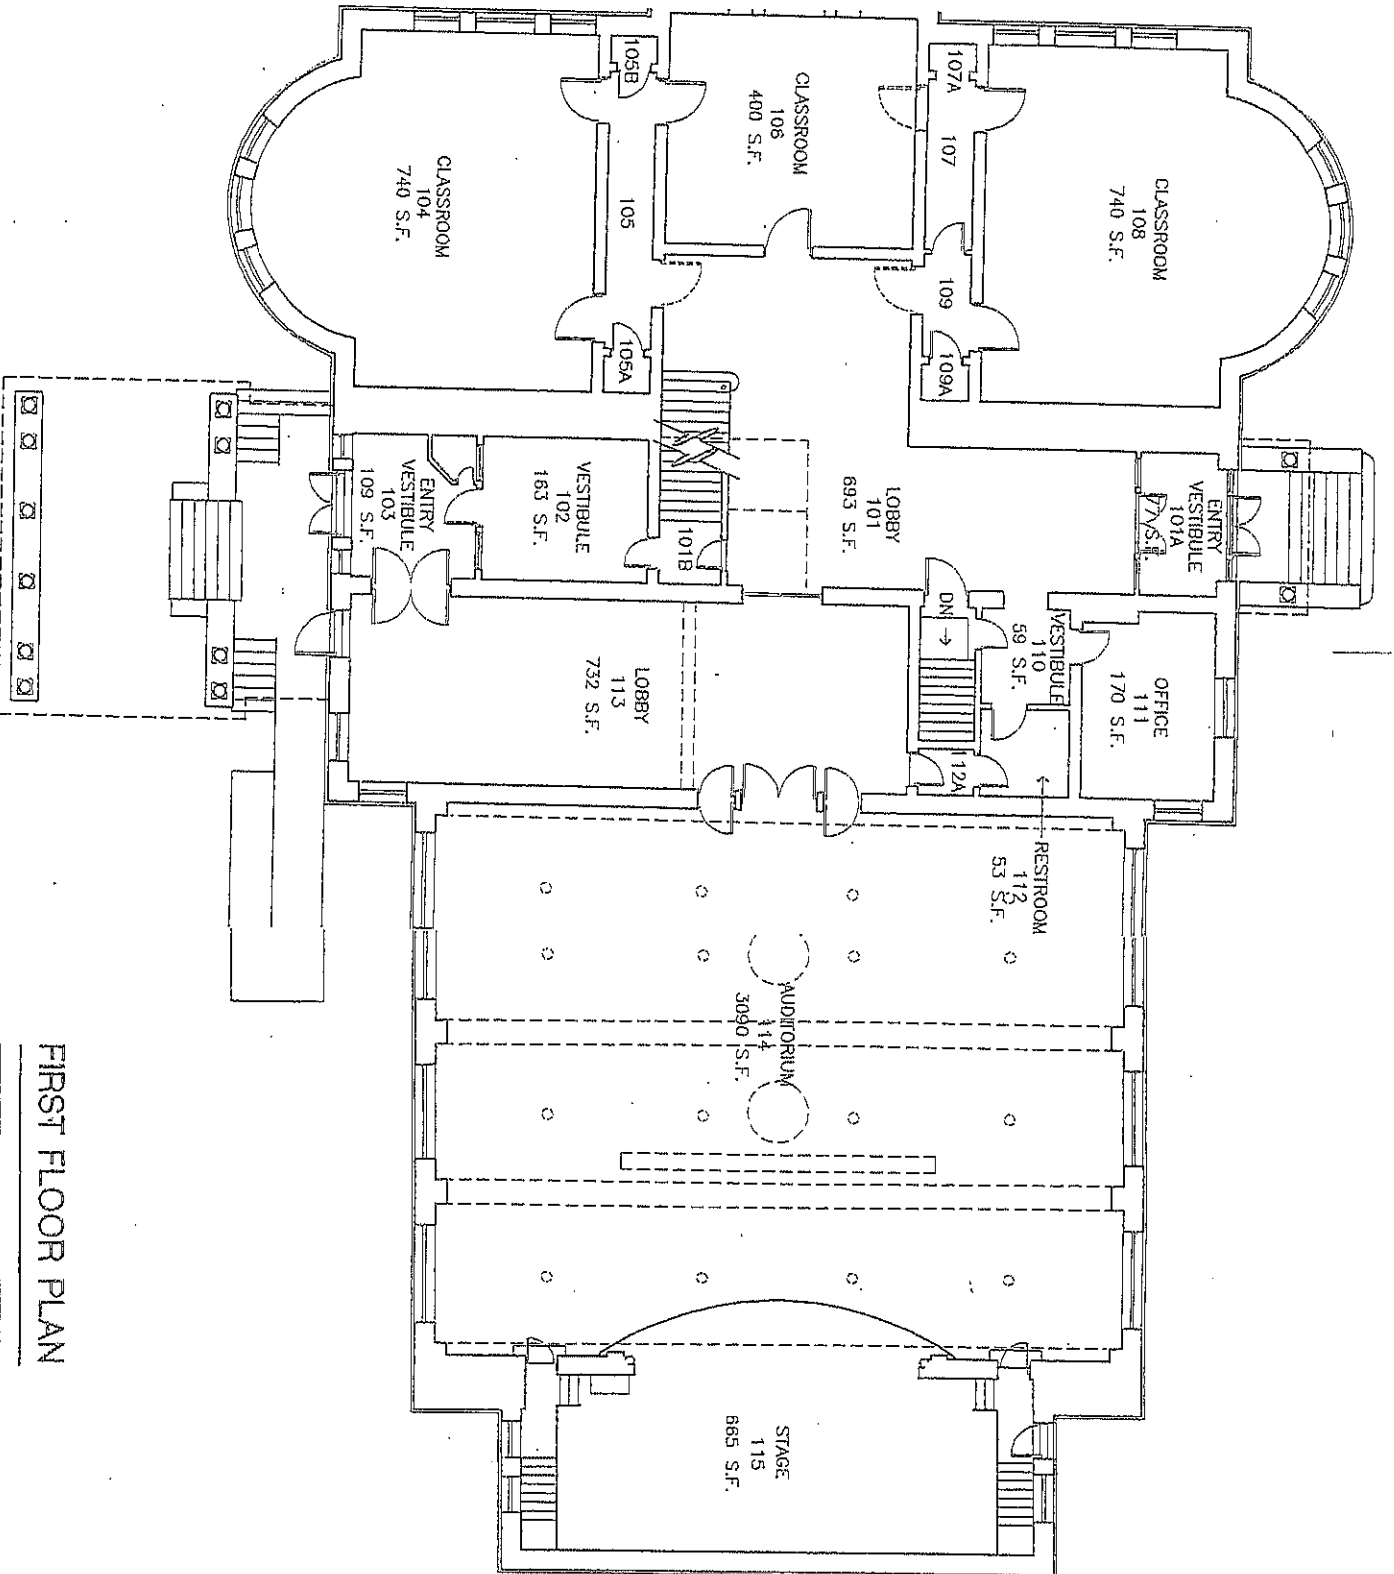 105B
CLASSROOM
106
400 S.F.
107A
107
CLASSROOM
108
740 S.F.
CLASSROOM
104
740 S.F.
105
109
105A
109A
ENTRY
VESTIBULE
103
109 S.F.
VESTIBULE
102
163 S.F.
101B
LOBBY
101
693 S.F.
ENTRY
VESTIBULE
101A
77 S.F.
DN →
VESTIBULE
110
59 S.F.
OFFICE
111
170 S.F.
LOBBY
113
732 S.F.
112A
RESTROOM
112
53 S.F.
AUDITORIUM
114
3090 S.F.
STAGE
115
665 S.F.
FIRST FLOOR PLAN